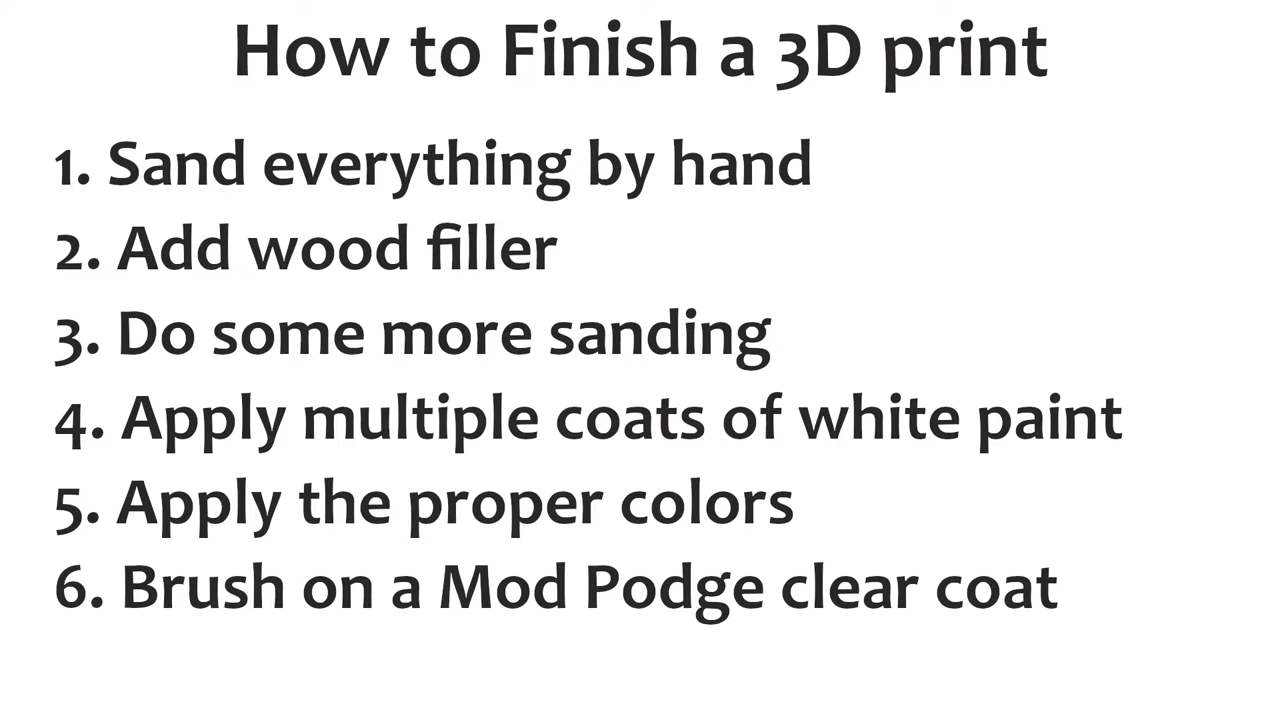 How to Finish a 3D print
1. Sand everything by hand
2. Add wood filler
3. Do some more sanding
4. Apply multiple coats of white paint
5. Apply the proper colors
6. Brush on a Mod Podge clear coat